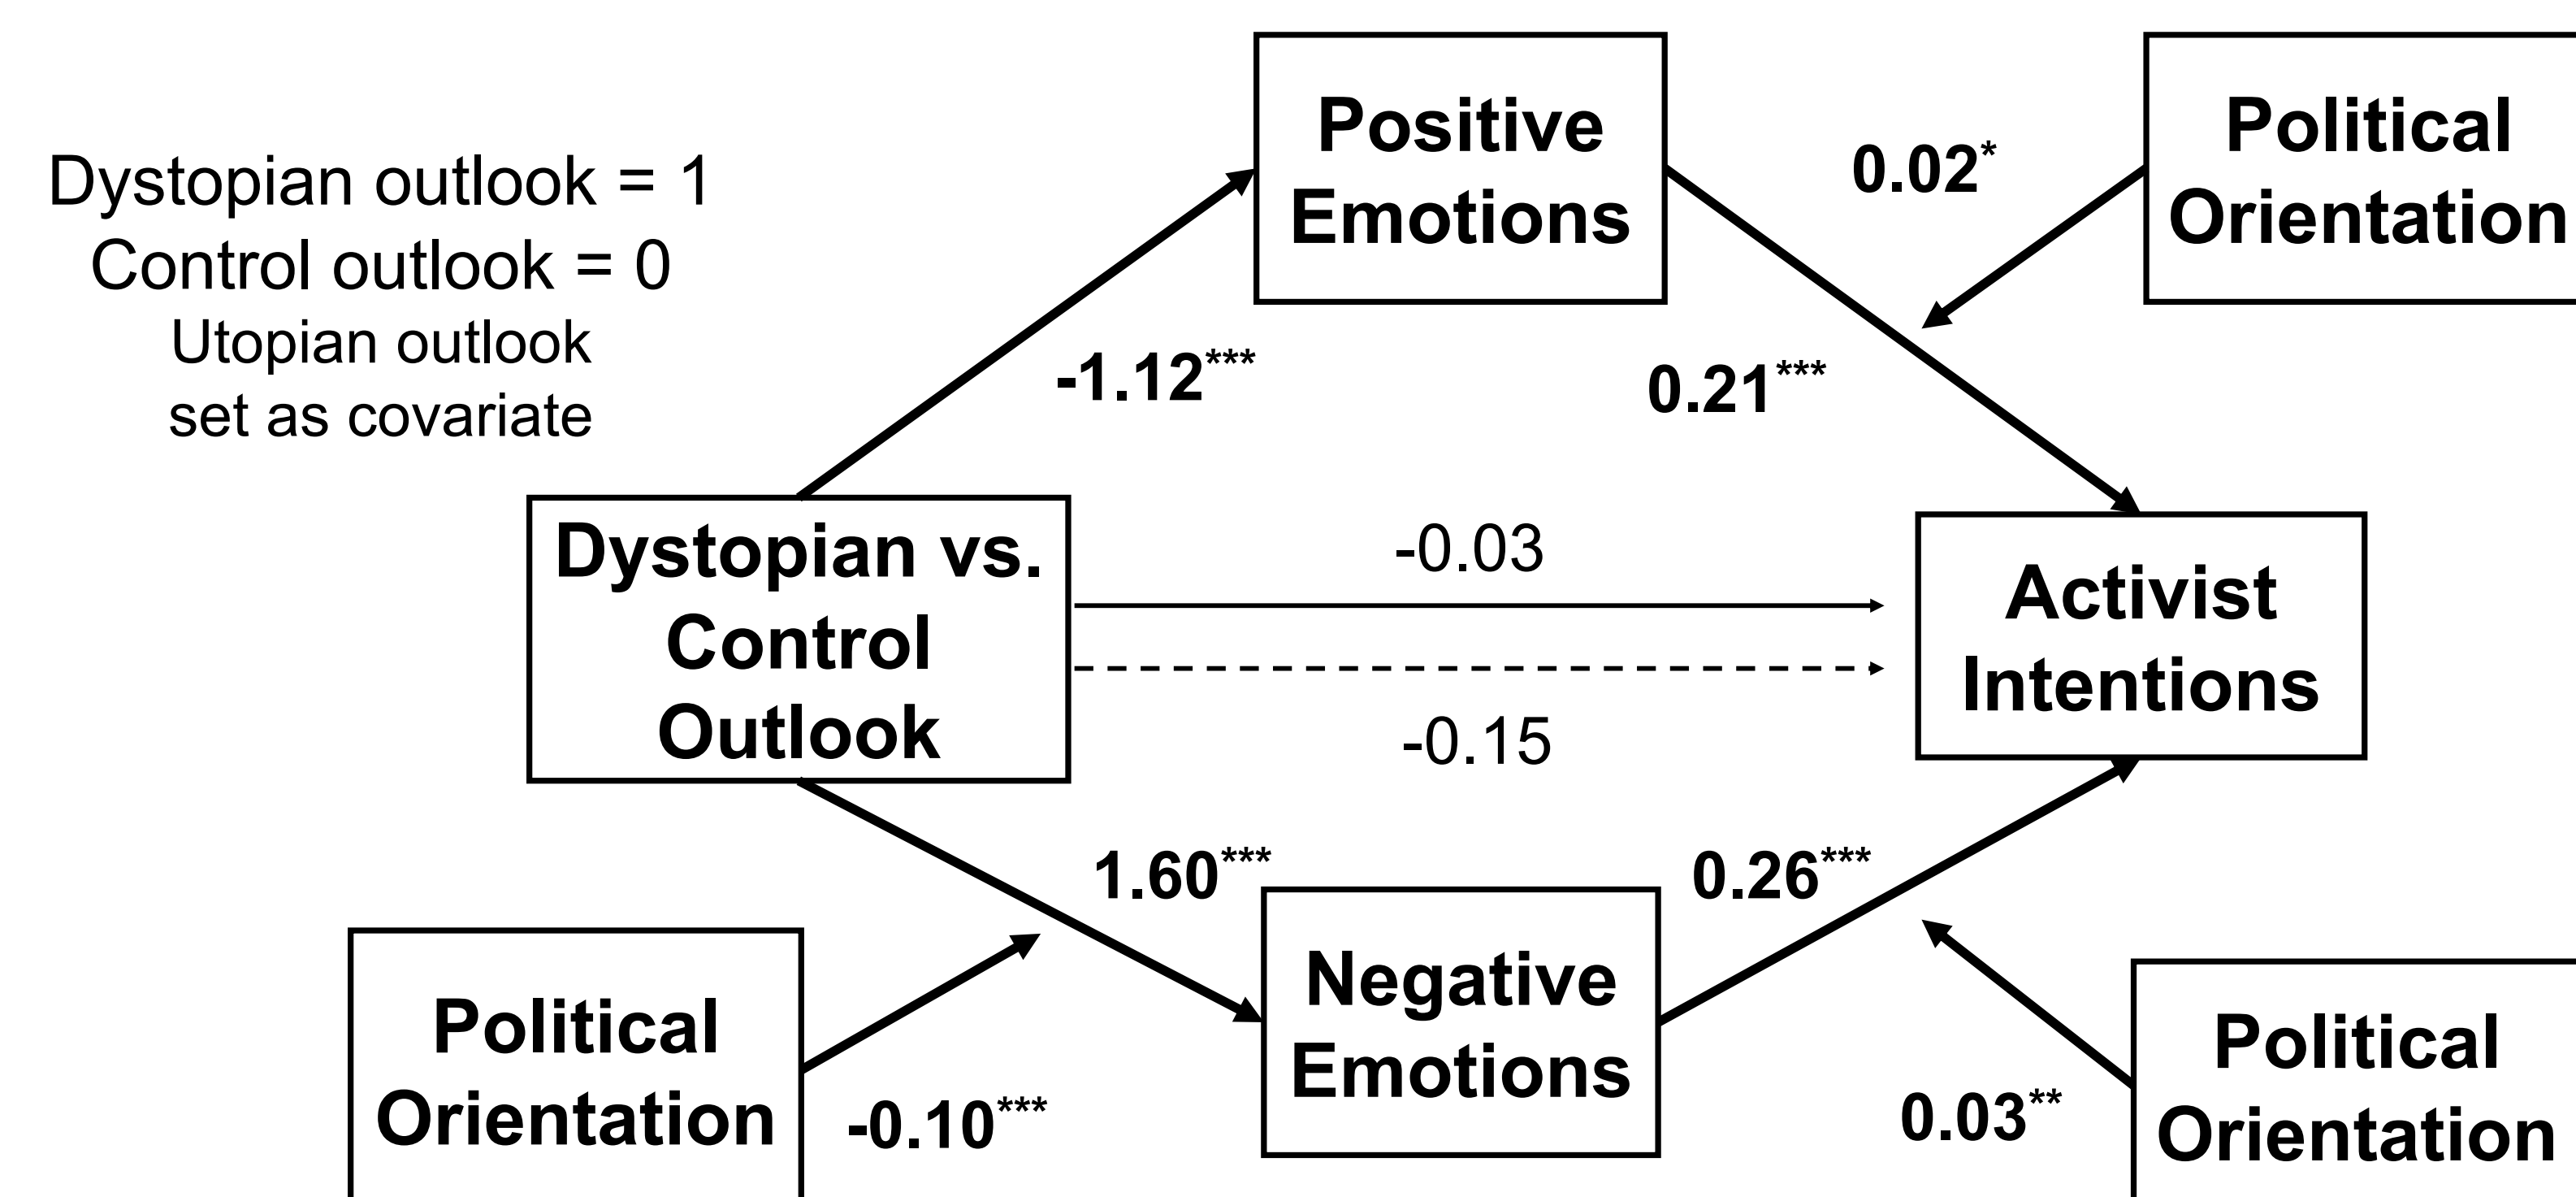 Dystopian outlook = 1
Control outlook = 0
Utopian outlook
set as covariate
Positive
Emotions
Political
Orientation
0.02*
-1.12***
0.21***
Dystopian vs.
Control
Outlook
-0.03
-0.15
Activist
Intentions
1.60***
0.26***
Political
Orientation
-0.10***
Negative
Emotions
0.03**
Political
Orientation